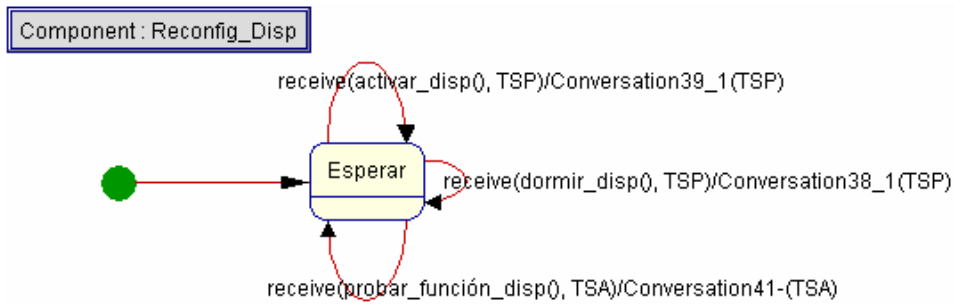 Component : Reconfig_Disp
receive(activar_disp(), TSP)/Conversation39_1(TSP)
Esperar
receive(dormir_disp(), TSP)/Conversation38_1(TSP)
receive(probar_función_disp(), TSA)/Conversation41-(TSA)